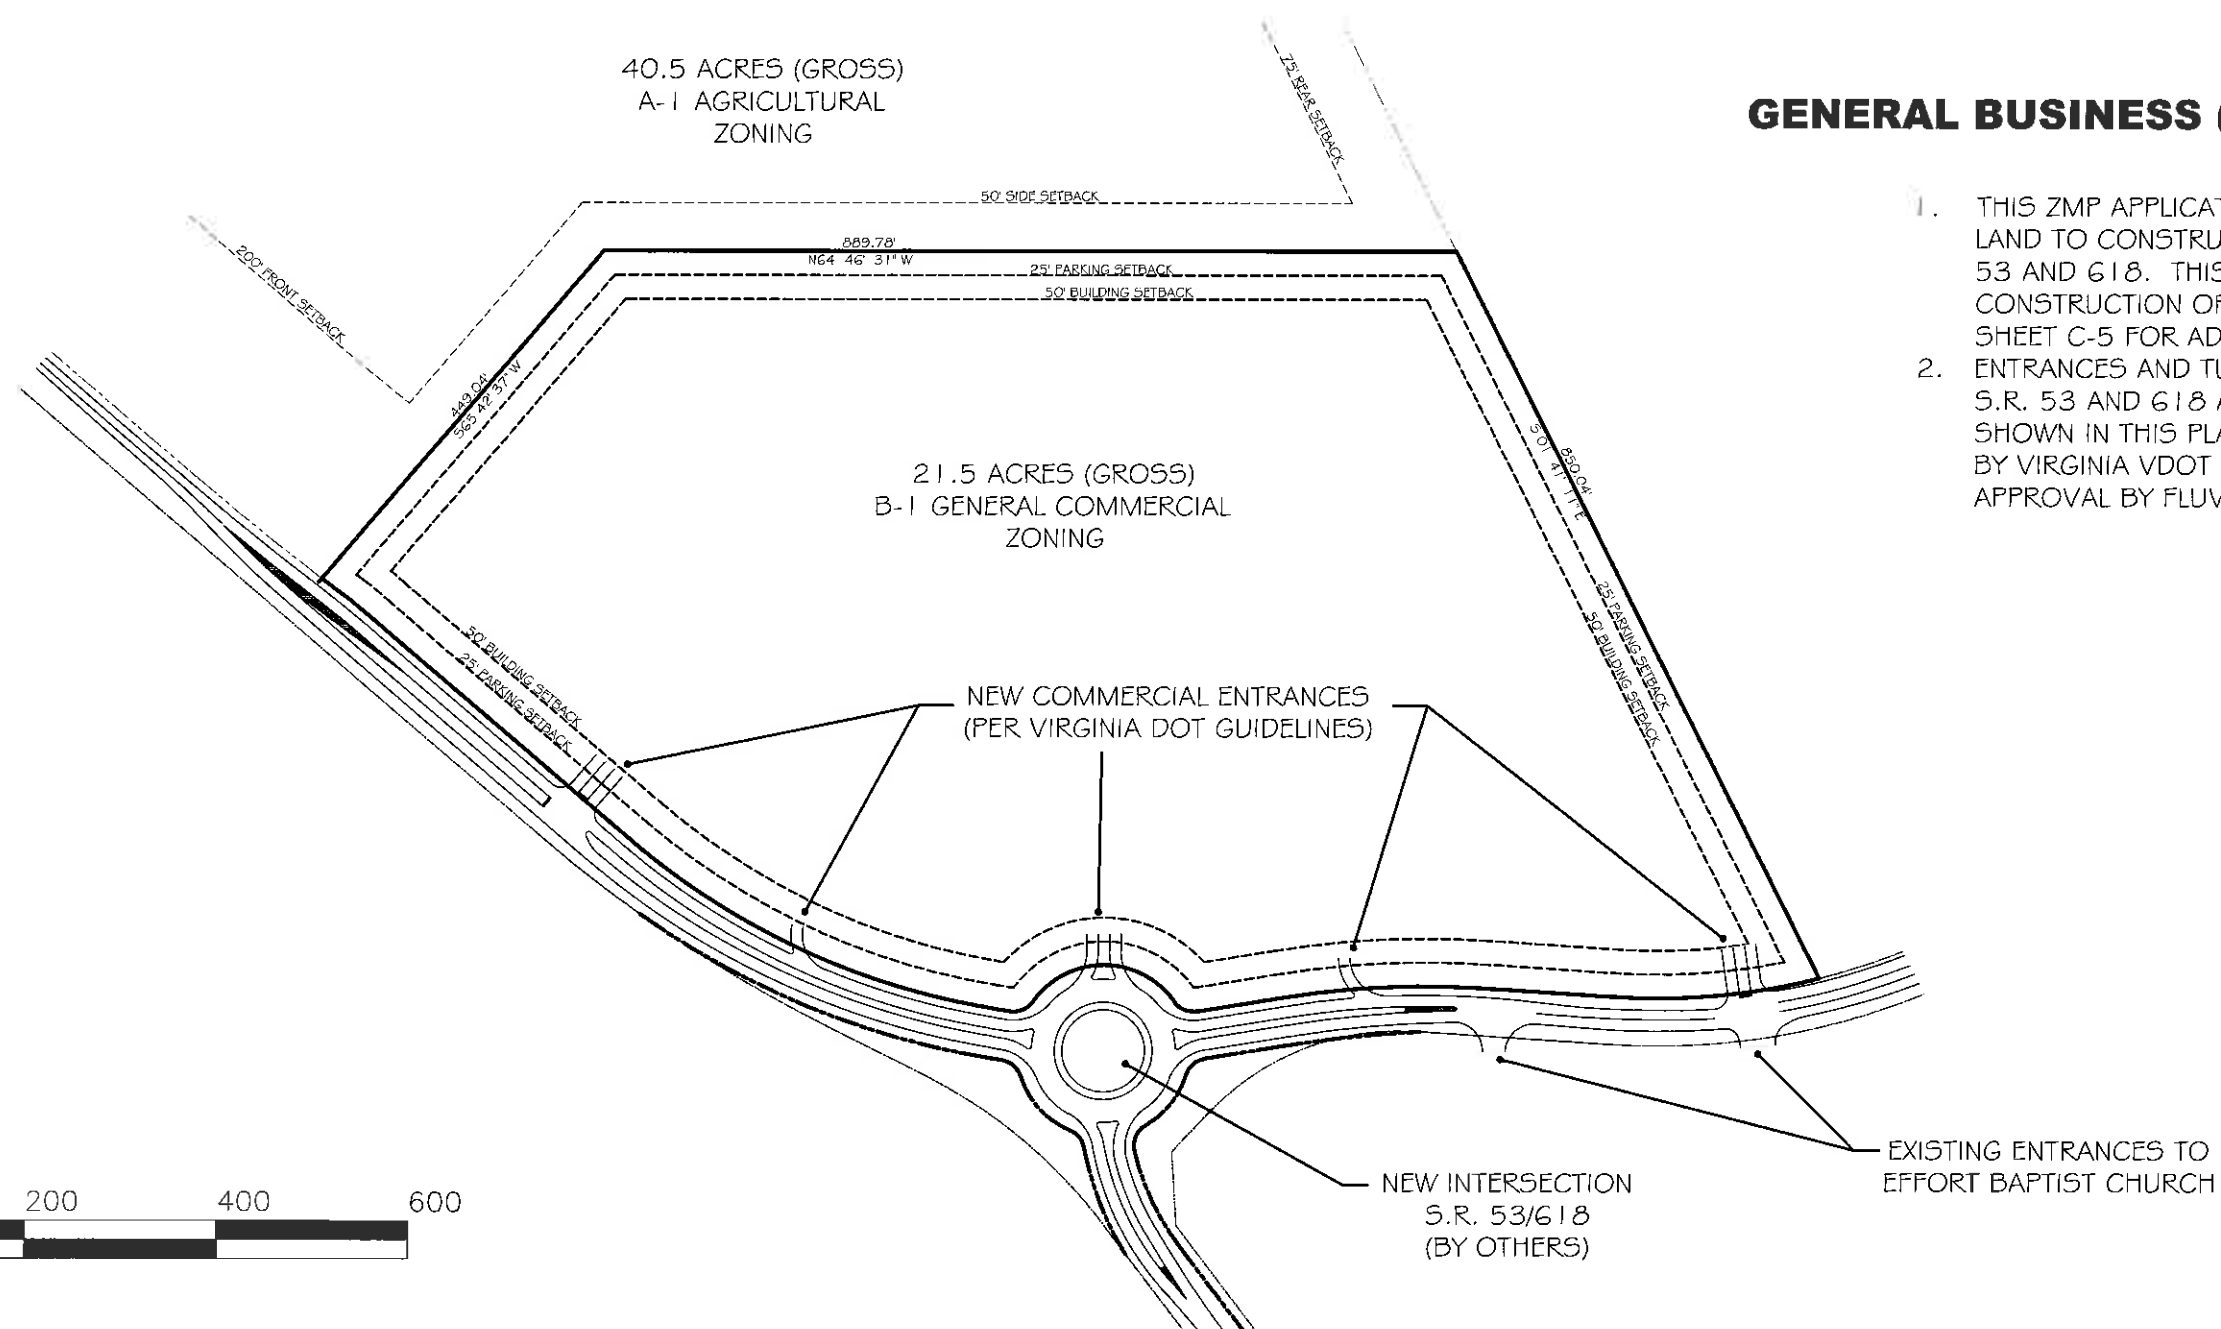 40.5 ACRES (GROSS)
A-1 AGRICULTURAL
ZONING
75' REAR SETBACK
GENERAL BUSINESS (
50' SIDE SETBACK
200' FRONT SETBACK
889.78'
N64 46' 31" W
25' PARKING SETBACK
50' BUILDING SETBACK
1. THIS ZMP APPLICAT
LAND TO CONSTRU
53 AND 618. THIS
CONSTRUCTION OF
SHEET C-5 FOR AD
2. ENTRANCES AND TU
S.R. 53 AND 618 A
SHOWN IN THIS PLA
BY VIRGINIA VDOT
APPROVAL BY FLUV
449.04'
S65 42' 37" W
850.04'
S 01 41' 11" E
21.5 ACRES (GROSS)
B-1 GENERAL COMMERCIAL
ZONING
25' PARKING SETBACK
50' BUILDING SETBACK
50' BUILDING SETBACK
25' PARKING SETBACK
NEW COMMERCIAL ENTRANCES
(PER VIRGINIA DOT GUIDELINES)
EXISTING ENTRANCES TO
EFFORT BAPTIST CHURCH
NEW INTERSECTION
S.R. 53/618
(BY OTHERS)
200 400 600